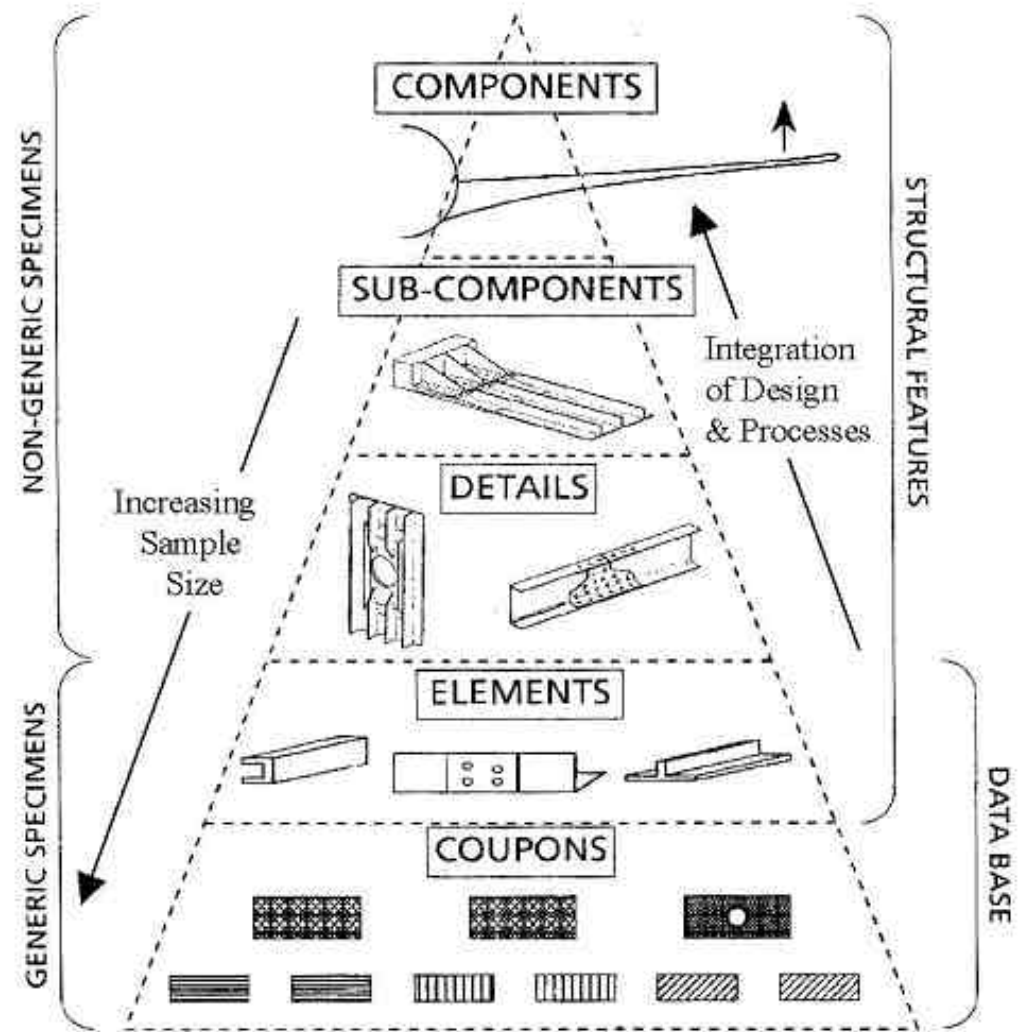 COMPONENTS
SUB-COMPONENTS
DETAILS
ELEMENTS
COUPONS
NON-GENERIC SPECIMENS
GENERIC SPECIMENS
Increasing
Sample
Size
Integration
of Design
& Processes
STRUCTURAL FEATURES
DATA BASE